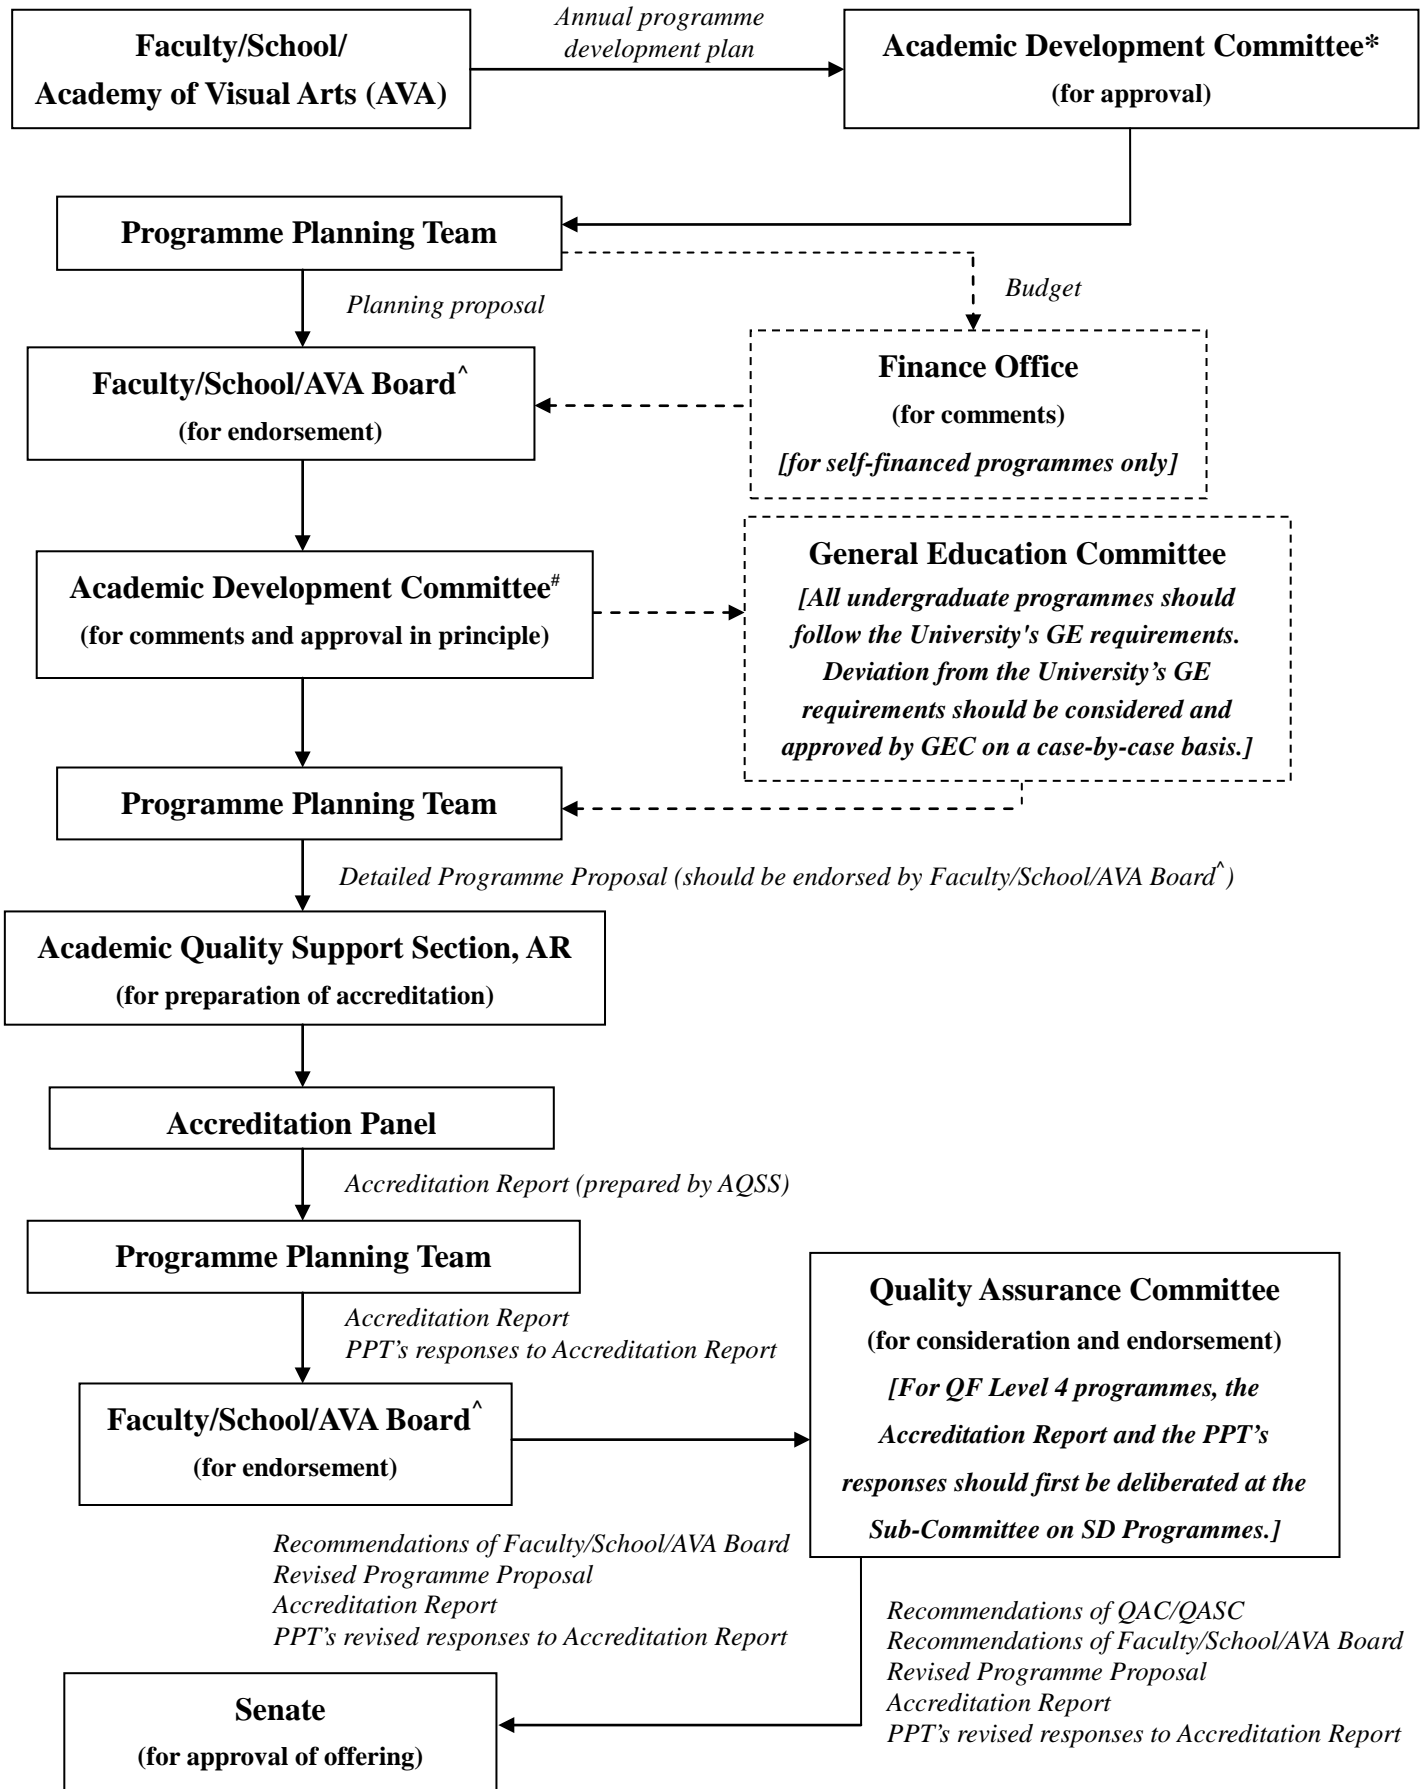 Faculty/School/
Academy of Visual Arts (AVA)
Annual programme
development plan
Academic Development Committee*
(for approval)
Programme Planning Team
Planning proposal
Budget
Faculty/School/AVA Board^
(for endorsement)
Finance Office
(for comments)
[for self-financed programmes only]
Academic Development Committee#
(for comments and approval in principle)
General Education Committee
[All undergraduate programmes should
follow the University's GE requirements.
Deviation from the University’s GE
requirements should be considered and
approved by GEC on a case-by-case basis.]
Programme Planning Team
Detailed Programme Proposal (should be endorsed by Faculty/School/AVA Board^)
Academic Quality Support Section, AR
(for preparation of accreditation)
Accreditation Panel
Accreditation Report (prepared by AQSS)
Programme Planning Team
Accreditation Report
PPT’s responses to Accreditation Report
Faculty/School/AVA Board^
(for endorsement)
Quality Assurance Committee
(for consideration and endorsement)
[For QF Level 4 programmes, the
Accreditation Report and the PPT’s
responses should first be deliberated at the
Sub-Committee on SD Programmes.]
Recommendations of Faculty/School/AVA Board
Revised Programme Proposal
Accreditation Report
PPT’s revised responses to Accreditation Report
Recommendations of QAC/QASC
Recommendations of Faculty/School/AVA Board
Revised Programme Proposal
Accreditation Report
PPT’s revised responses to Accreditation Report
Senate
(for approval of offering)